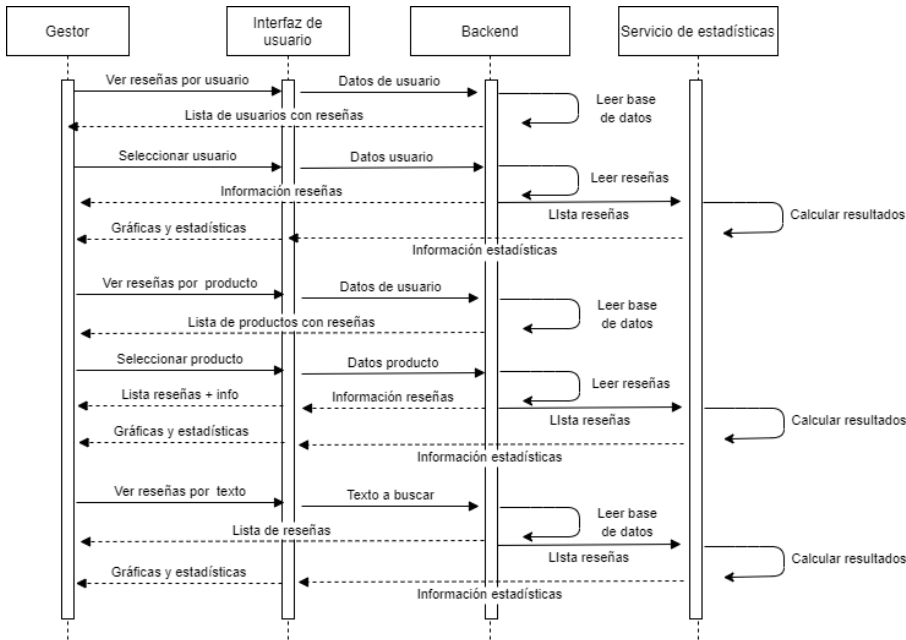 Gestor
Interfaz de
usuario
Backend
Servicio de estadísticas
Ver reseñas por usuario
Datos de usuario
Leer base
de datos
Lista de usuarios con reseñas
Seleccionar usuario
Datos usuario
Leer reseñas
Información reseñas
LIsta reseñas
Calcular resultados
Gráficas y estadísticas
Información estadísticas
Ver reseñas por producto
Datos de usuario
Leer base
de datos
Lista de productos con reseñas
Seleccionar producto
Datos producto
Leer reseñas
Lista reseñas + info
Información reseñas
LIsta reseñas
Calcular resultados
Gráficas y estadísticas
Información estadísticas
Ver reseñas por texto
Texto a buscar
Leer base
de datos
Lista de reseñas
LIsta reseñas
Calcular resultados
Gráficas y estadísticas
Información estadísticas